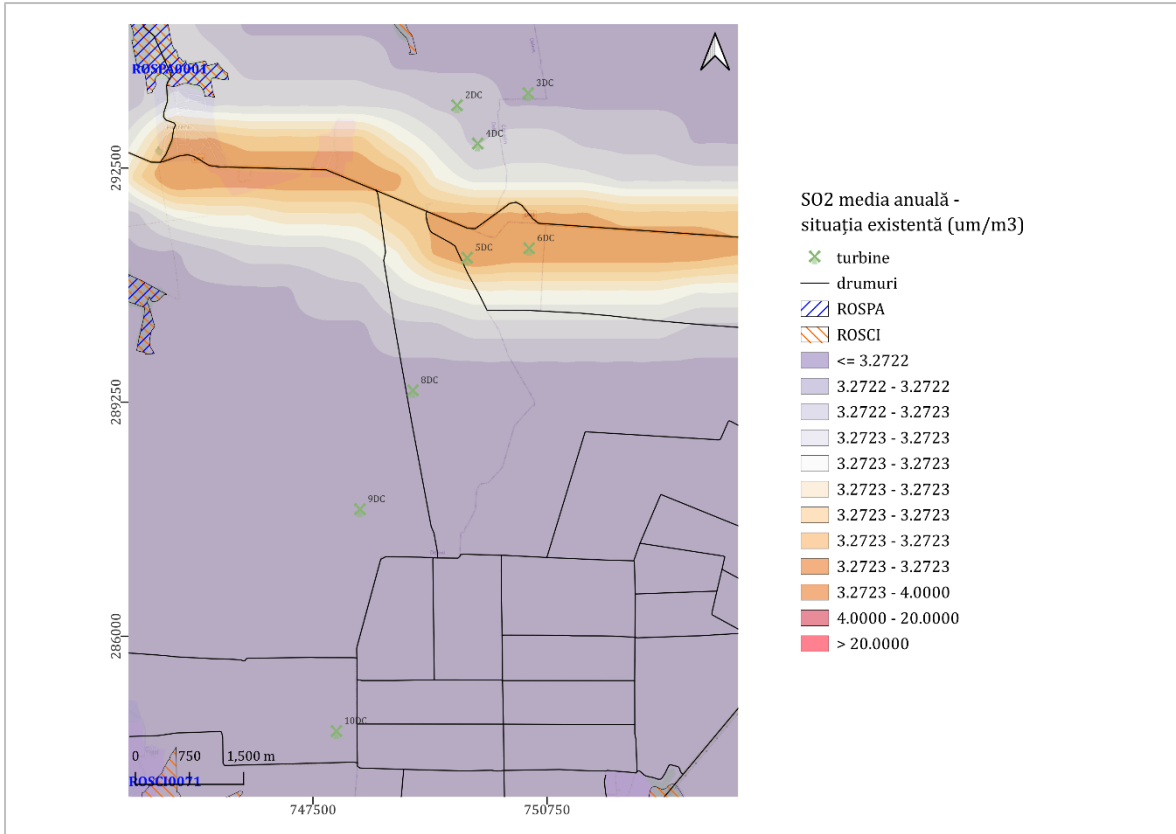 ROSPA0001
3DC
2DC
4DC
292500
6DC
5DC
289250
8DC
9DC
286000
10DC
0 750 1,500 m
ROSCI0071
747500 750750
SO2 media anuală -
situația existentă (um/m3)
turbine
drumuri
ROSPA
ROSCI
<= 3.2722
3.2722 - 3.2722
3.2722 - 3.2723
3.2723 - 3.2723
3.2723 - 3.2723
3.2723 - 3.2723
3.2723 - 3.2723
3.2723 - 3.2723
3.2723 - 3.2723
3.2723 - 4.0000
4.0000 - 20.0000
> 20.0000